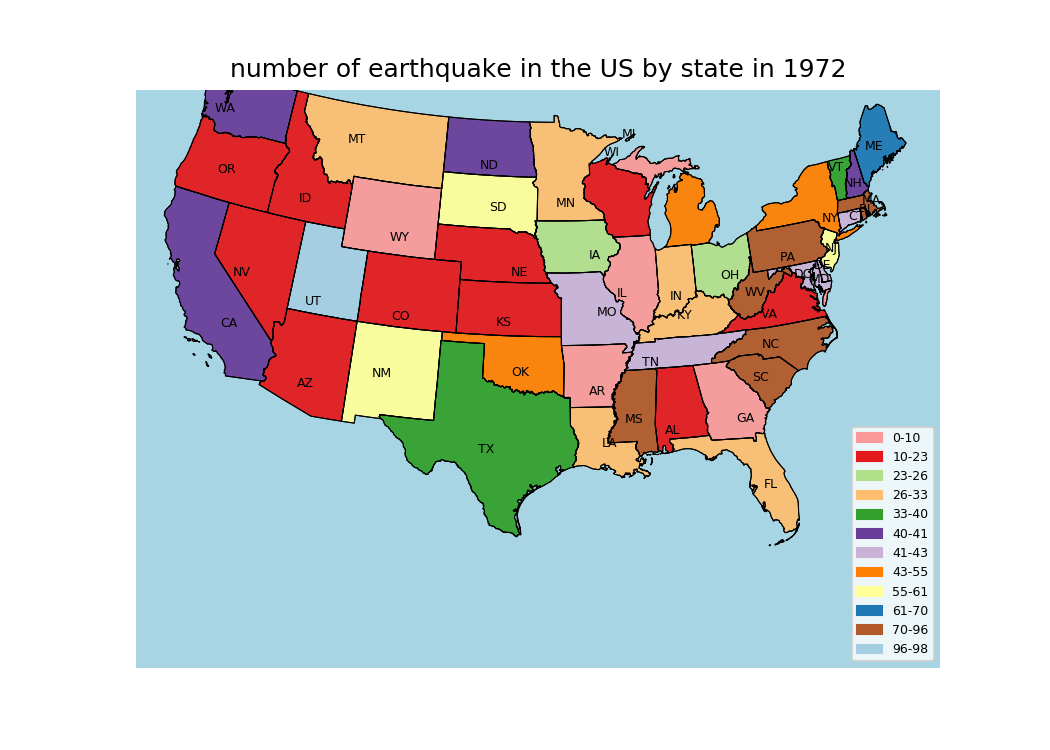 number of earthquake in the US by state in 1972
WA
MT
ND
MN
WI
MI
ME
VT
NH
MA
RI
CT
NY
OR
ID
WY
SD
IA
NE
NV
UT
CO
KS
MO
IL
IN
OH
PA
NJ
DE
MD
DC
WV
VA
KY
CA
AZ
NM
OK
AR
TN
NC
SC
MS
AL
GA
TX
LA
FL
0-10
10-23
23-26
26-33
33-40
40-41
41-43
43-55
55-61
61-70
70-96
96-98